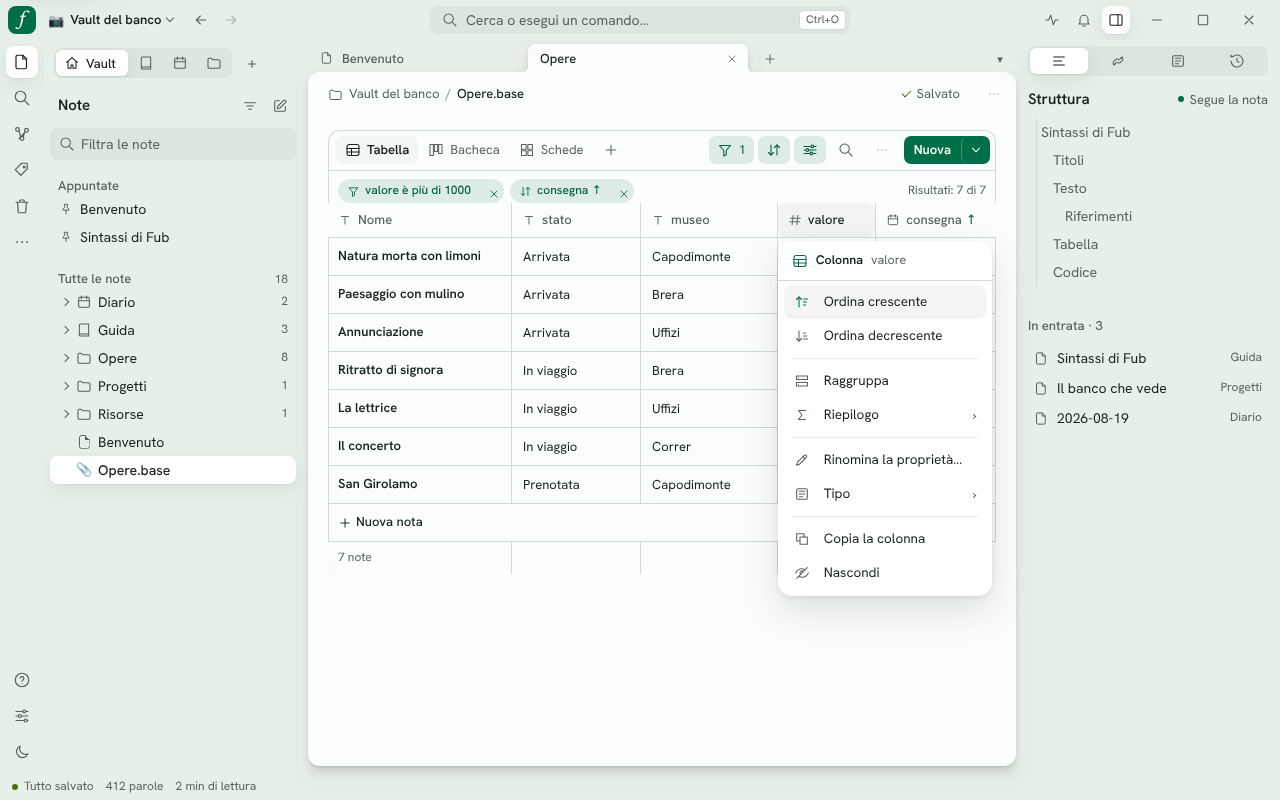 Vault del banco
Cerca o esegui un comando…
Ctrl+O
Vault
Benvenuto
Opere
Note
Filtra le note
Appuntate
Benvenuto
Sintassi di Fub
Tutte le note 18
Diario 2
Guida 3
Opere 8
Progetti 1
Risorse 1
Benvenuto
Opere.base
Vault del banco / Opere.base
Salvato
Tabella
Bacheca
Schede
1
Nuova
valore è più di 1000
consegna ↑
Risultati: 7 di 7
Nome stato museo valore consegna ↑
Natura morta con limoni Arrivata Capodimonte
Paesaggio con mulino Arrivata Brera
Annunciazione Arrivata Uffizi
Ritratto di signora In viaggio Brera
La lettrice In viaggio Uffizi
Il concerto In viaggio Correr
San Girolamo Prenotata Capodimonte
Nuova nota
7 note
Colonna valore
Ordina crescente
Ordina decrescente
Raggruppa
Riepilogo
Rinomina la proprietà…
Tipo
Copia la colonna
Nascondi
Struttura
Segue la nota
Sintassi di Fub
Titoli
Testo
Riferimenti
Tabella
Codice
In entrata · 3
Sintassi di Fub Guida
Il banco che vede Progetti
2026-08-19 Diario
Tutto salvato 412 parole 2 min di lettura